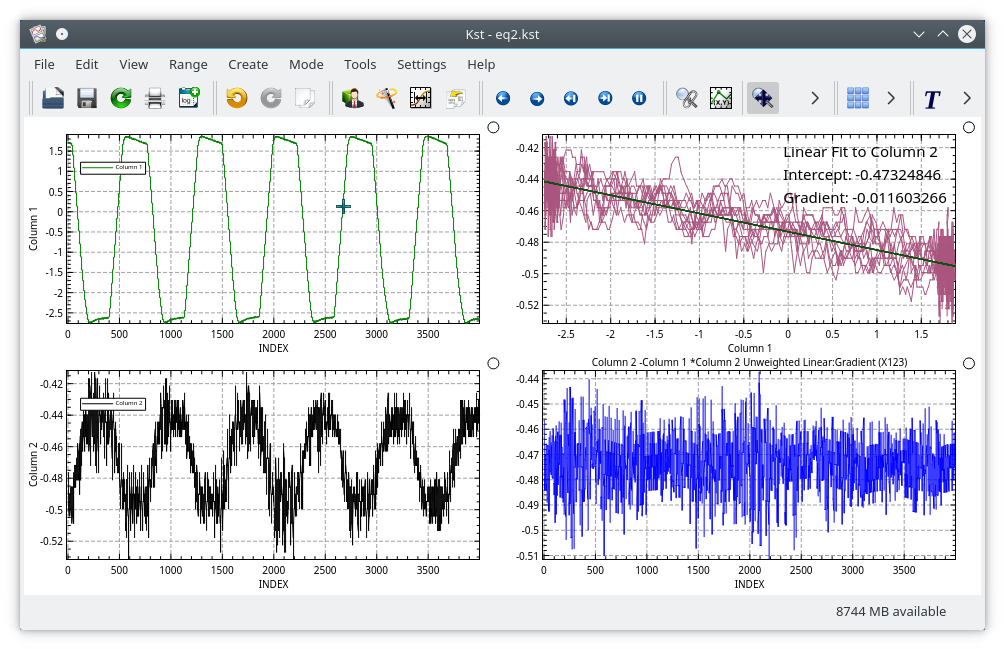 Kst - eq2.kst
File Edit View Range Create Mode Tools Settings Help
log
(X,Y)
T
1.5
1
0.5
0
-0.5
-1
-1.5
-2
-2.5
Column 1
Column 1
0 500 1000 1500 2000 2500 3000 3500
INDEX
-0.42
-0.44
-0.46
-0.48
-0.5
-0.52
Linear Fit to Column 2
Intercept: -0.47324846
Gradient: -0.011603266
-2.5 -2 -1.5 -1 -0.5 0 0.5 1 1.5
Column 1
-0.42
-0.44
-0.46
-0.48
-0.5
-0.52
Column 2
Column 2
0 500 1000 1500 2000 2500 3000 3500
INDEX
Column 2 -Column 1 *Column 2 Unweighted Linear:Gradient (X123)
-0.44
-0.45
-0.46
-0.47
-0.48
-0.49
-0.5
-0.51
0 500 1000 1500 2000 2500 3000 3500
INDEX
8744 MB available